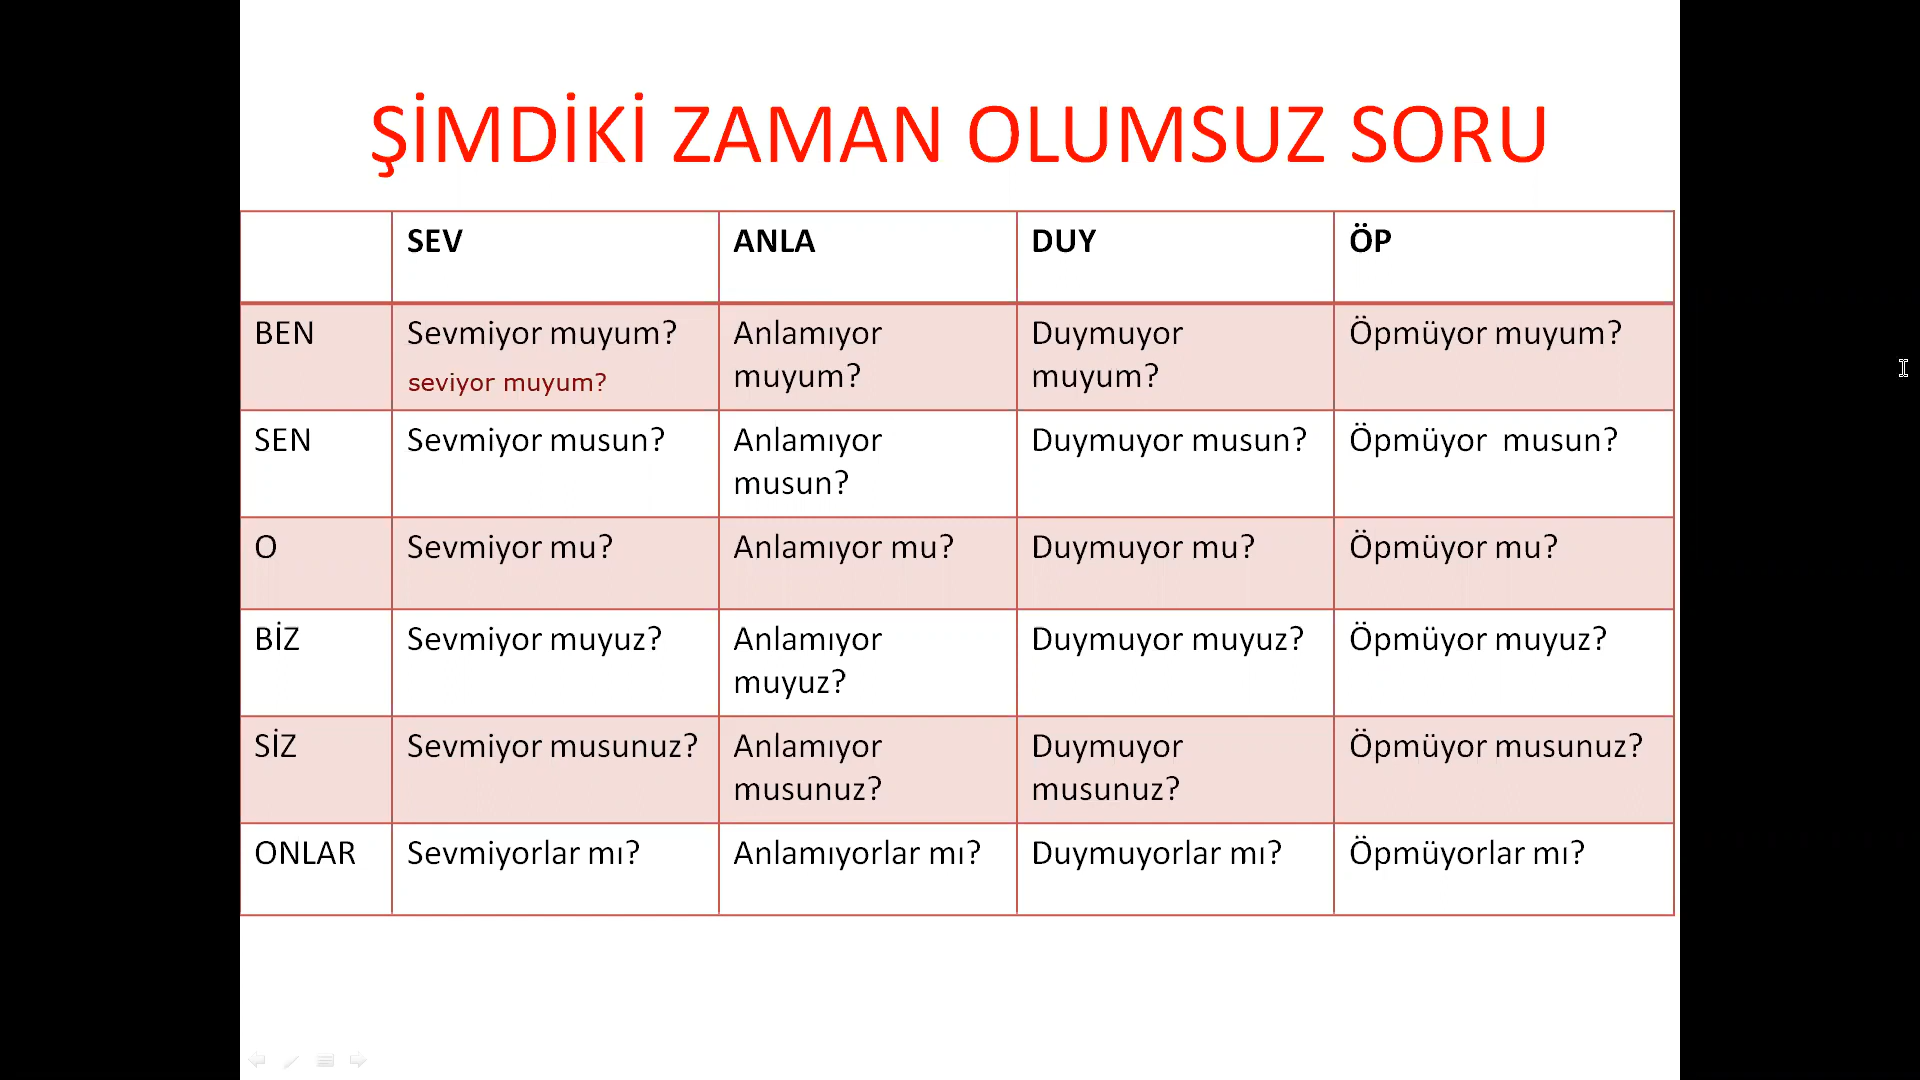 ŞİMDİKİ ZAMAN OLUMSUZ SORU
SEV ANLA DUY ÖP
BEN Sevmiyor muyum? Anlamıyor Duymuyor Öpmüyor muyum?
seviyor muyum? muyum? muyum?
SEN Sevmiyor musun? Anlamıyor Duymuyor musun? Öpmüyor  musun?
musun?
O Sevmiyor mu? Anlamıyor mu? Duymuyor mu? Öpmüyor mu?
BİZ Sevmiyor muyuz? Anlamıyor Duymuyor muyuz? Öpmüyor muyuz?
muyuz?
SİZ Sevmiyor musunuz? Anlamıyor Duymuyor Öpmüyor musunuz?
musunuz? musunuz?
ONLAR Sevmiyorlar mı? Anlamıyorlar mı? Duymuyorlar mı? Öpmüyorlar mı?